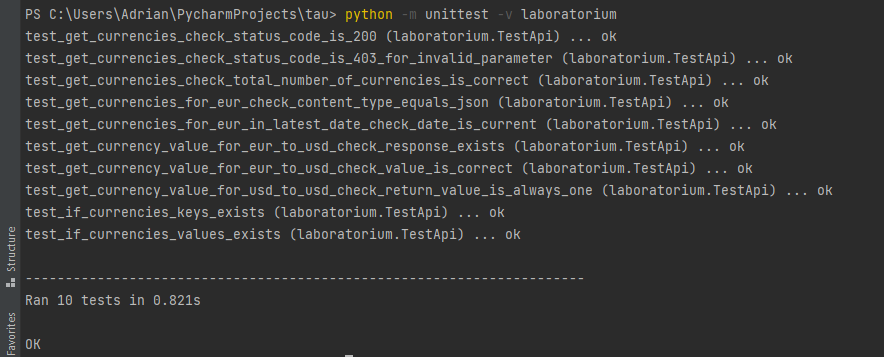 PS C:\Users\Adrian\PycharmProjects\tau> python -m unittest -v laboratorium
test_get_currencies_check_status_code_is_200 (laboratorium.TestApi) ... ok
test_get_currencies_check_status_code_is_403_for_invalid_parameter (laboratorium.TestApi) ... ok
test_get_currencies_check_total_number_of_currencies_is_correct (laboratorium.TestApi) ... ok
test_get_currencies_for_eur_check_content_type_equals_json (laboratorium.TestApi) ... ok
test_get_currencies_for_eur_in_latest_date_check_date_is_current (laboratorium.TestApi) ... ok
test_get_currency_value_for_eur_to_usd_check_response_exists (laboratorium.TestApi) ... ok
test_get_currency_value_for_eur_to_usd_check_value_is_correct (laboratorium.TestApi) ... ok
test_get_currency_value_for_usd_to_usd_check_return_value_is_always_one (laboratorium.TestApi) ... ok
test_if_currencies_keys_exists (laboratorium.TestApi) ... ok
test_if_currencies_values_exists (laboratorium.TestApi) ... ok
----------------------------------------------------------------------
Ran 10 tests in 0.821s
OK
Structure
Favorites